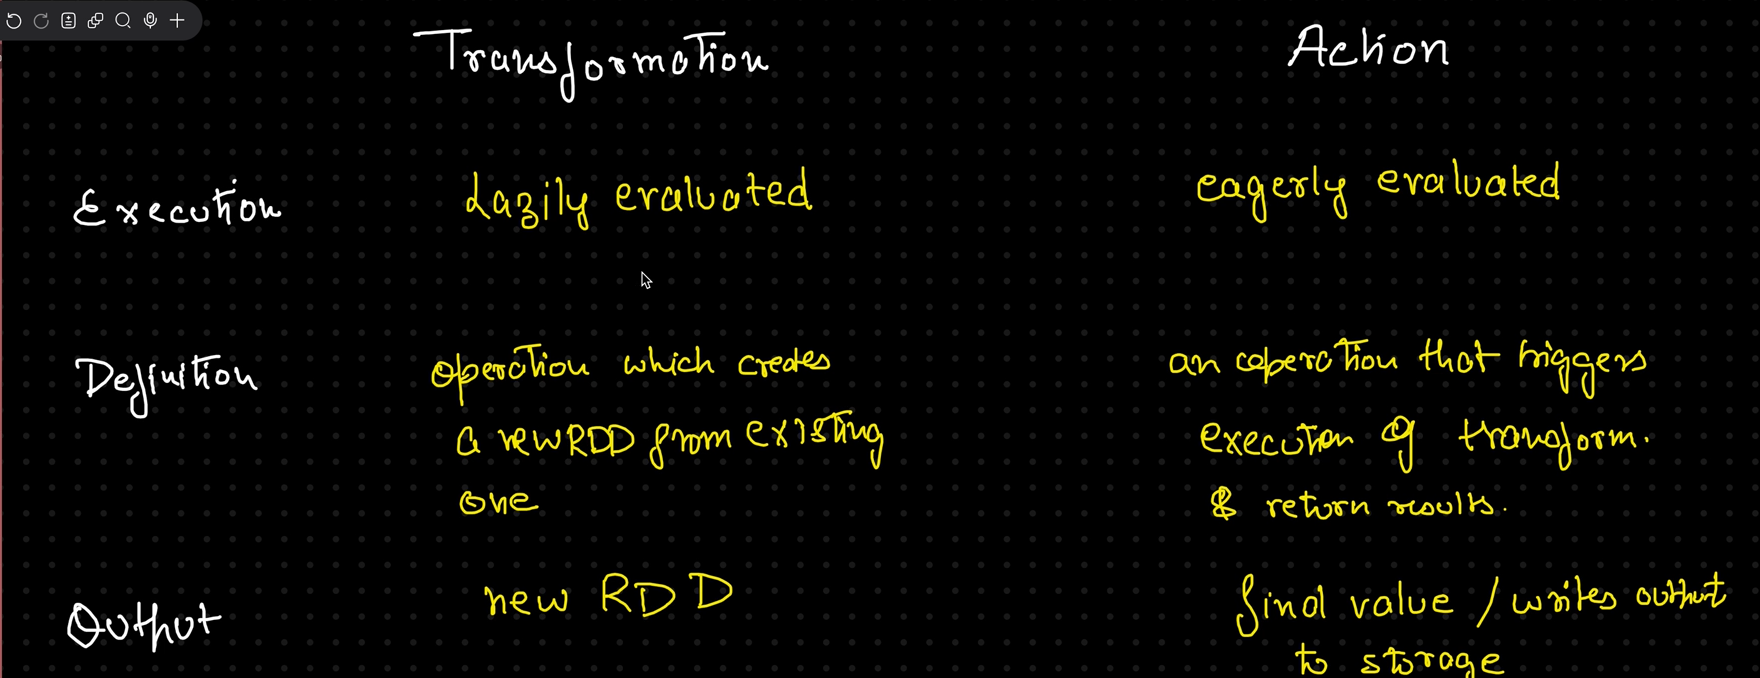 Transformation Action
Execution Lazily evaluated eagerly evaluated
Definition operation which creates an operation that triggers
a new RDD from existing execution of transform.
one & return results.
Output new RDD final value / writes output
to storage